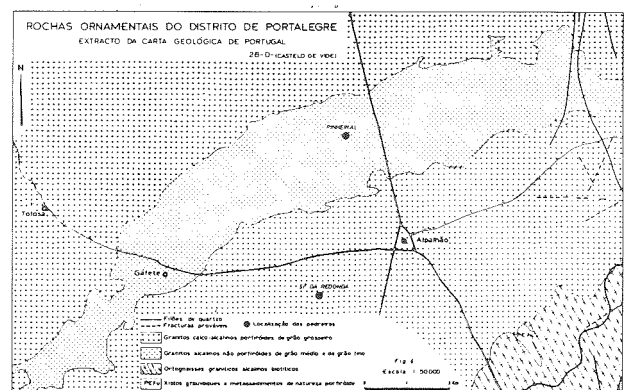 ROCHAS ORNAMENTAIS DO DISTRITO DE PORTALEGRE
EXTRACTO DA CARTA GEOLÓGICA DE PORTUGAL
28-D-(CASTELO DE VIDE)
N
PINHEIRAL
Tolosa
Alpalhão
Gáfete
Sª DA REDONDA
Filões de quartzo
Fracturas prováveis
Localização das pedreiras
Granitos calco-alcalinos porfiróides de grão grosseiro
Granitos alcalinos não porfiróides de grão médio e de grão fino
Ortognaisses graníticos alcalinos biotíticos
Xistos grauvaques e metassedimentos de natureza porfiróide
Fig. 4
Escala 1:50000
1Km